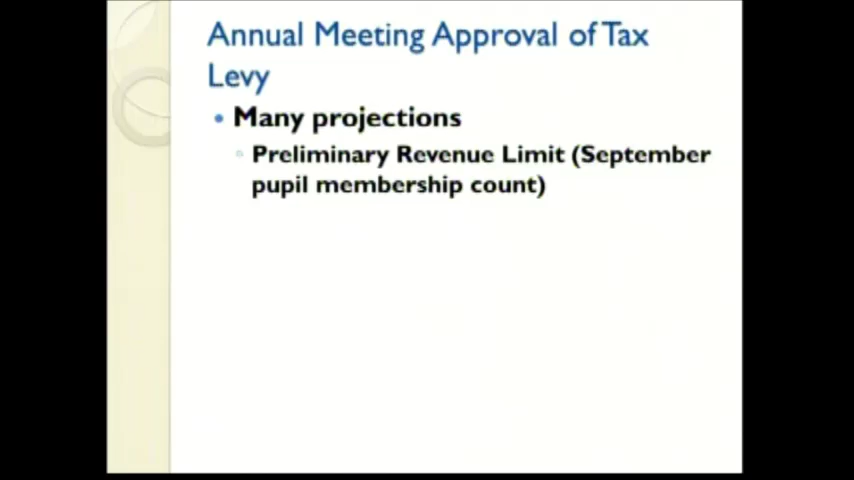 Annual Meeting Approval of Tax
Levy
• Many projections
◦ Preliminary Revenue Limit (September
pupil membership count)